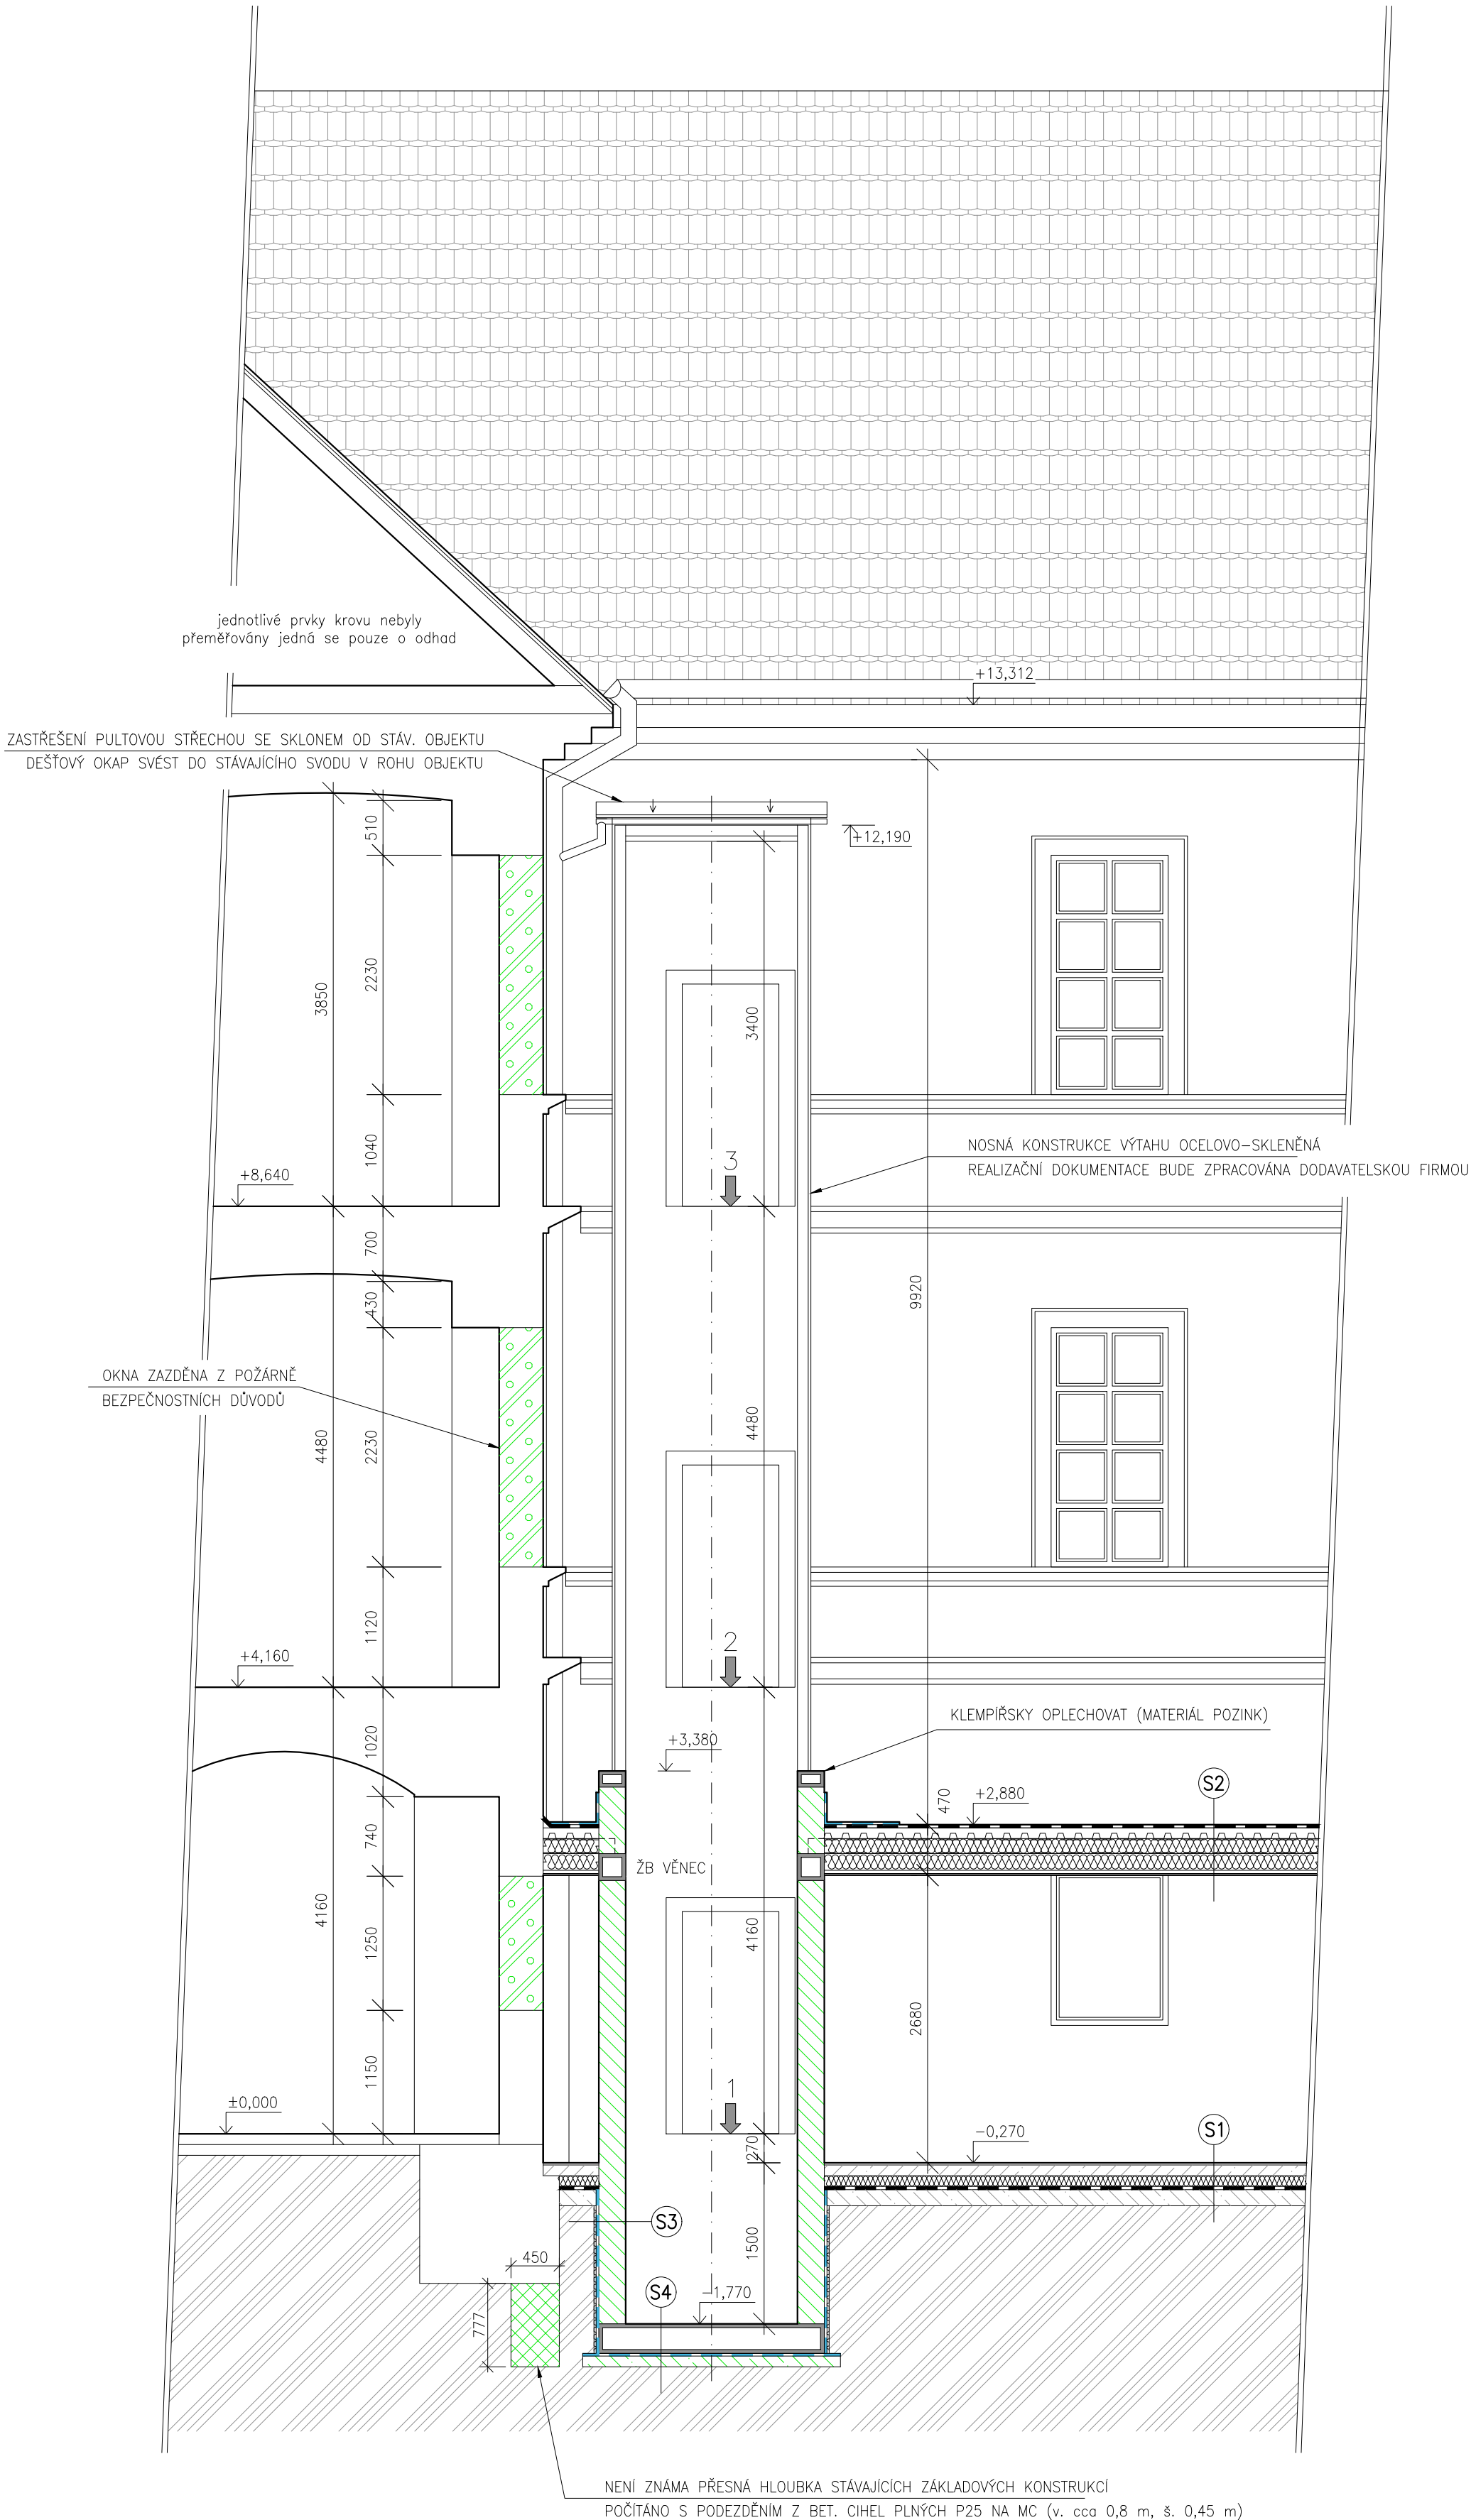 jednotlivé prvky krovu nebyly
přeměřovány jedná se pouze o odhad
+13,312
ZASTŘEŠENÍ PULTOVOU STŘECHOU SE SKLONEM OD STÁV. OBJEKTU
DEŠŤOVÝ OKAP SVÉST DO STÁVAJÍCÍHO SVODU V ROHU OBJEKTU
510
+12,190
2230
3850
3400
1040
NOSNÁ KONSTRUKCE VÝTAHU OCELOVO-SKLENĚNÁ
REALIZAČNÍ DOKUMENTACE BUDE ZPRACOVÁNA DODAVATELSKOU FIRMOU
3
+8,640
700
430
9920
OKNA ZAZDĚNA Z POŽÁRNĚ
BEZPEČNOSTNÍCH DŮVODŮ
4480
2230
4480
1120
2
+4,160
KLEMPÍŘSKY OPLECHOVAT (MATERIÁL POZINK)
1020
+3,380
S2
+2,880
470
740
ŽB VĚNEC
4160
1250
4160
2680
1150
1
±0,000
270
-0,270
S1
S3
1500
450
S4
-1,770
777
NENÍ ZNÁMA PŘESNÁ HLOUBKA STÁVAJÍCÍCH ZÁKLADOVÝCH KONSTRUKCÍ
POČÍTÁNO S PODEZDĚNÍM Z BET. CIHEL PLNÝCH P25 NA MC (v. cca 0,8 m, š. 0,45 m)